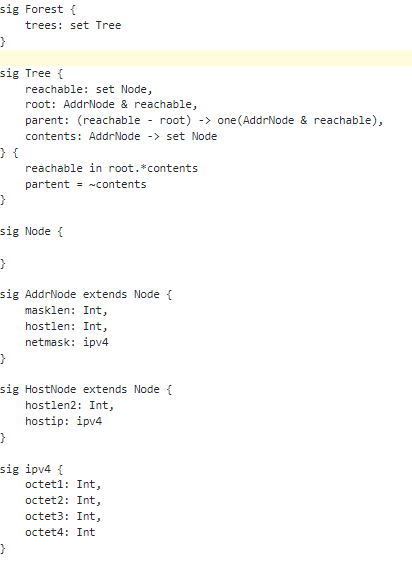 sig Forest {
    trees: set Tree
}
sig Tree {
    reachable: set Node,
    root: AddrNode & reachable,
    parent: (reachable - root) -> one(AddrNode & reachable),
    contents: AddrNode -> set Node
} {
    reachable in root.*contents
    partent = ~contents
}
sig Node {
}
sig AddrNode extends Node {
    masklen: Int,
    hostlen: Int,
    netmask: ipv4
}
sig HostNode extends Node {
    hostlen2: Int,
    hostip: ipv4
}
sig ipv4 {
    octet1: Int,
    octet2: Int,
    octet3: Int,
    octet4: Int
}